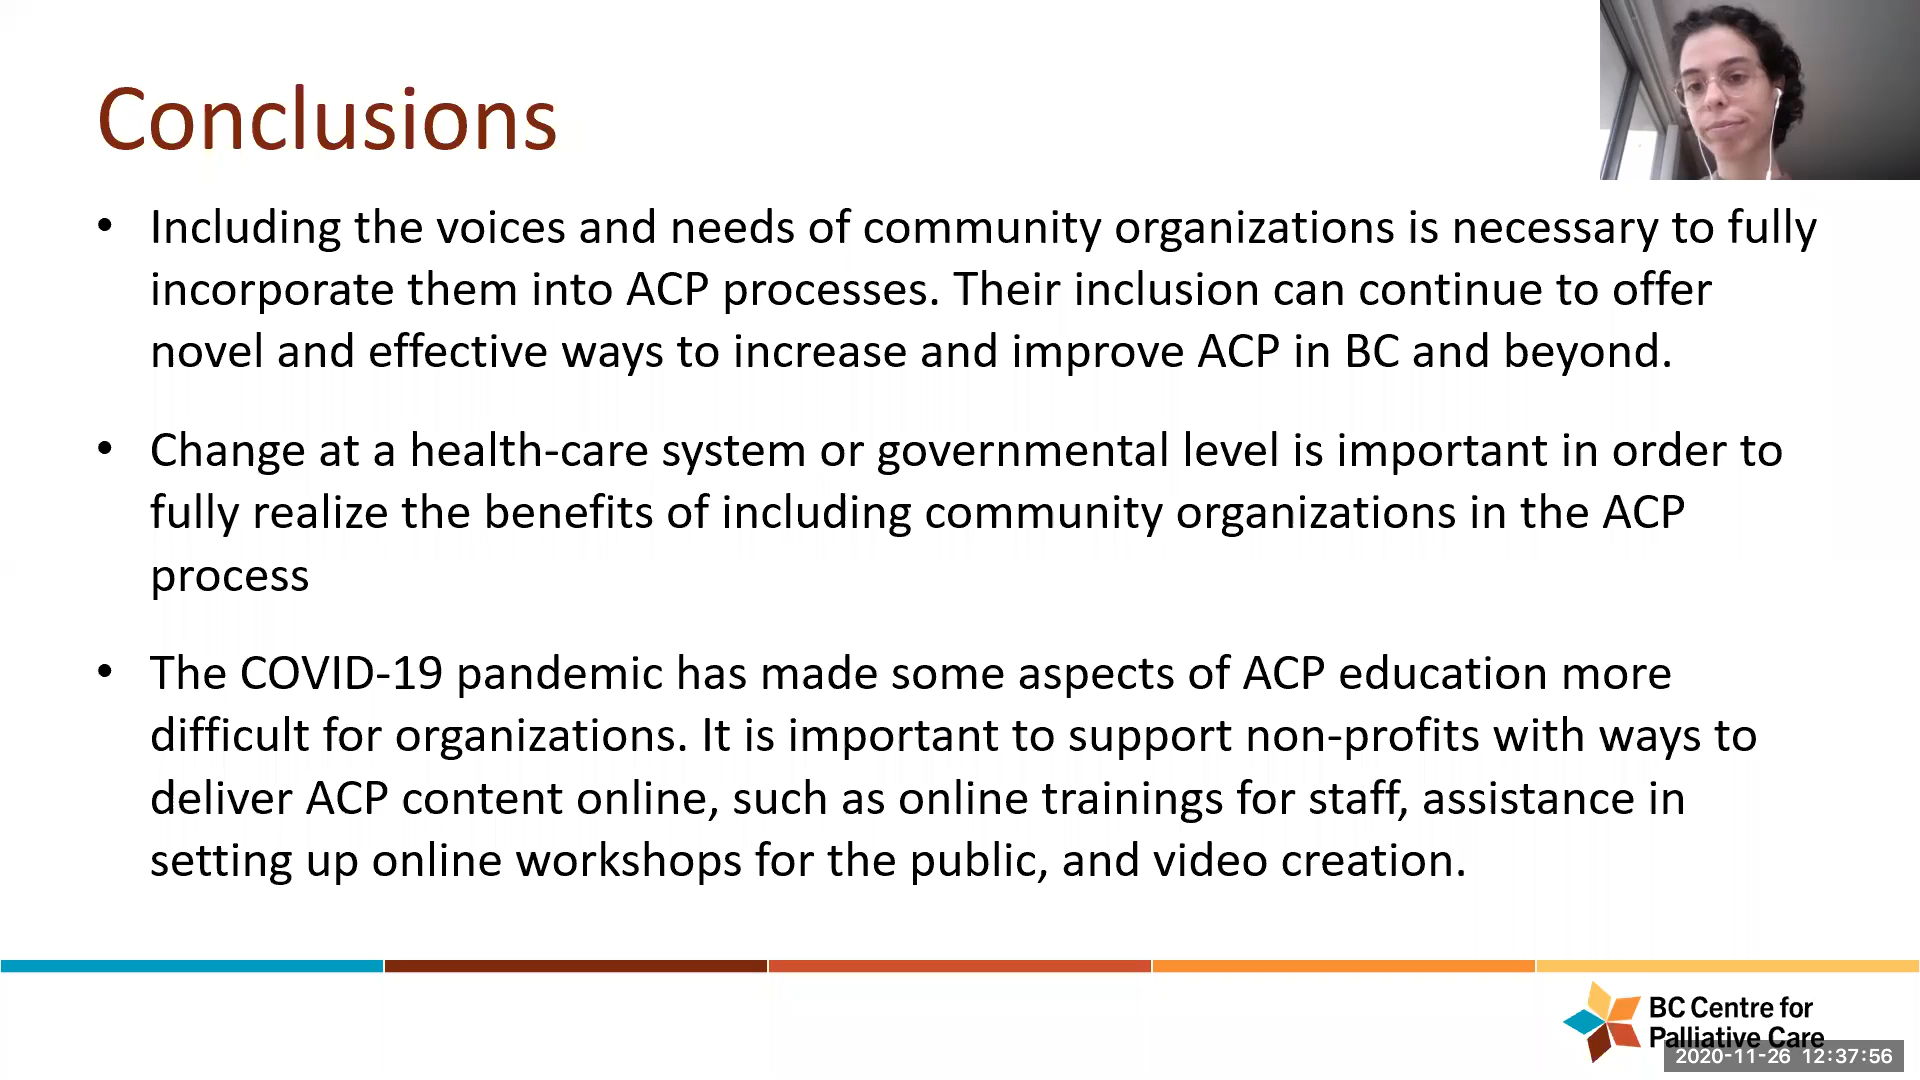 Conclusions
• Including the voices and needs of community organizations is necessary to fully
incorporate them into ACP processes. Their inclusion can continue to offer
novel and effective ways to increase and improve ACP in BC and beyond.
• Change at a health-care system or governmental level is important in order to
fully realize the benefits of including community organizations in the ACP
process
• The COVID-19 pandemic has made some aspects of ACP education more
difficult for organizations. It is important to support non-profits with ways to
deliver ACP content online, such as online trainings for staff, assistance in
setting up online workshops for the public, and video creation.
BC Centre for
Palliative Care
2020-11-26 12:37:56